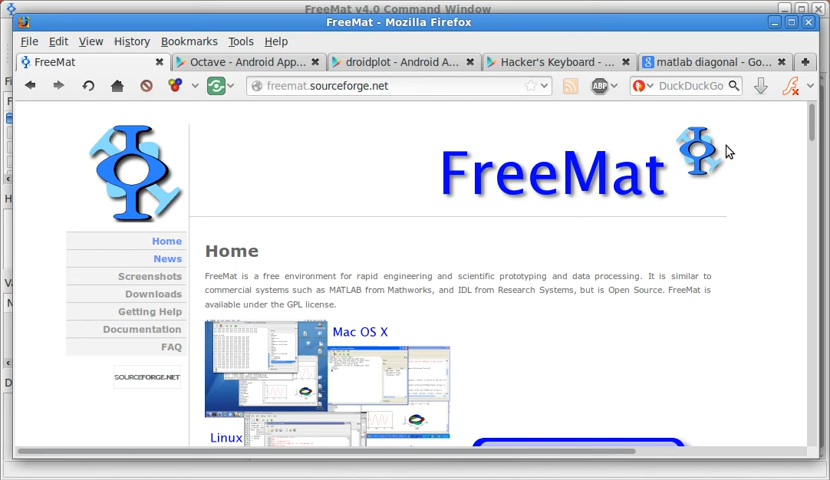 FreeMat v4.0 Command Window
FreeMat - Mozilla Firefox
File Edit View History Bookmarks Tools Help
FreeMat
Octave - Android App...
droidplot - Android A...
Hacker's Keyboard - ...
matlab diagonal - Go...
freemat.sourceforge.net
ABP
DuckDuckGo
FreeMat
Home
News
Screenshots
Downloads
Getting Help
Documentation
FAQ
SOURCEFORGE.NET
Home
FreeMat is a free environment for rapid engineering and scientific prototyping and data processing. It is similar to
commercial systems such as MATLAB from Mathworks, and IDL from Research Systems, but is Open Source. FreeMat is
available under the GPL license.
Mac OS X
Linux